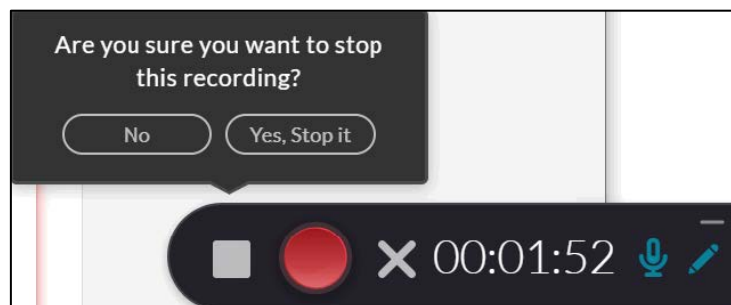 Are you sure you want to stop
this recording?
No Yes, Stop it
00:01:52